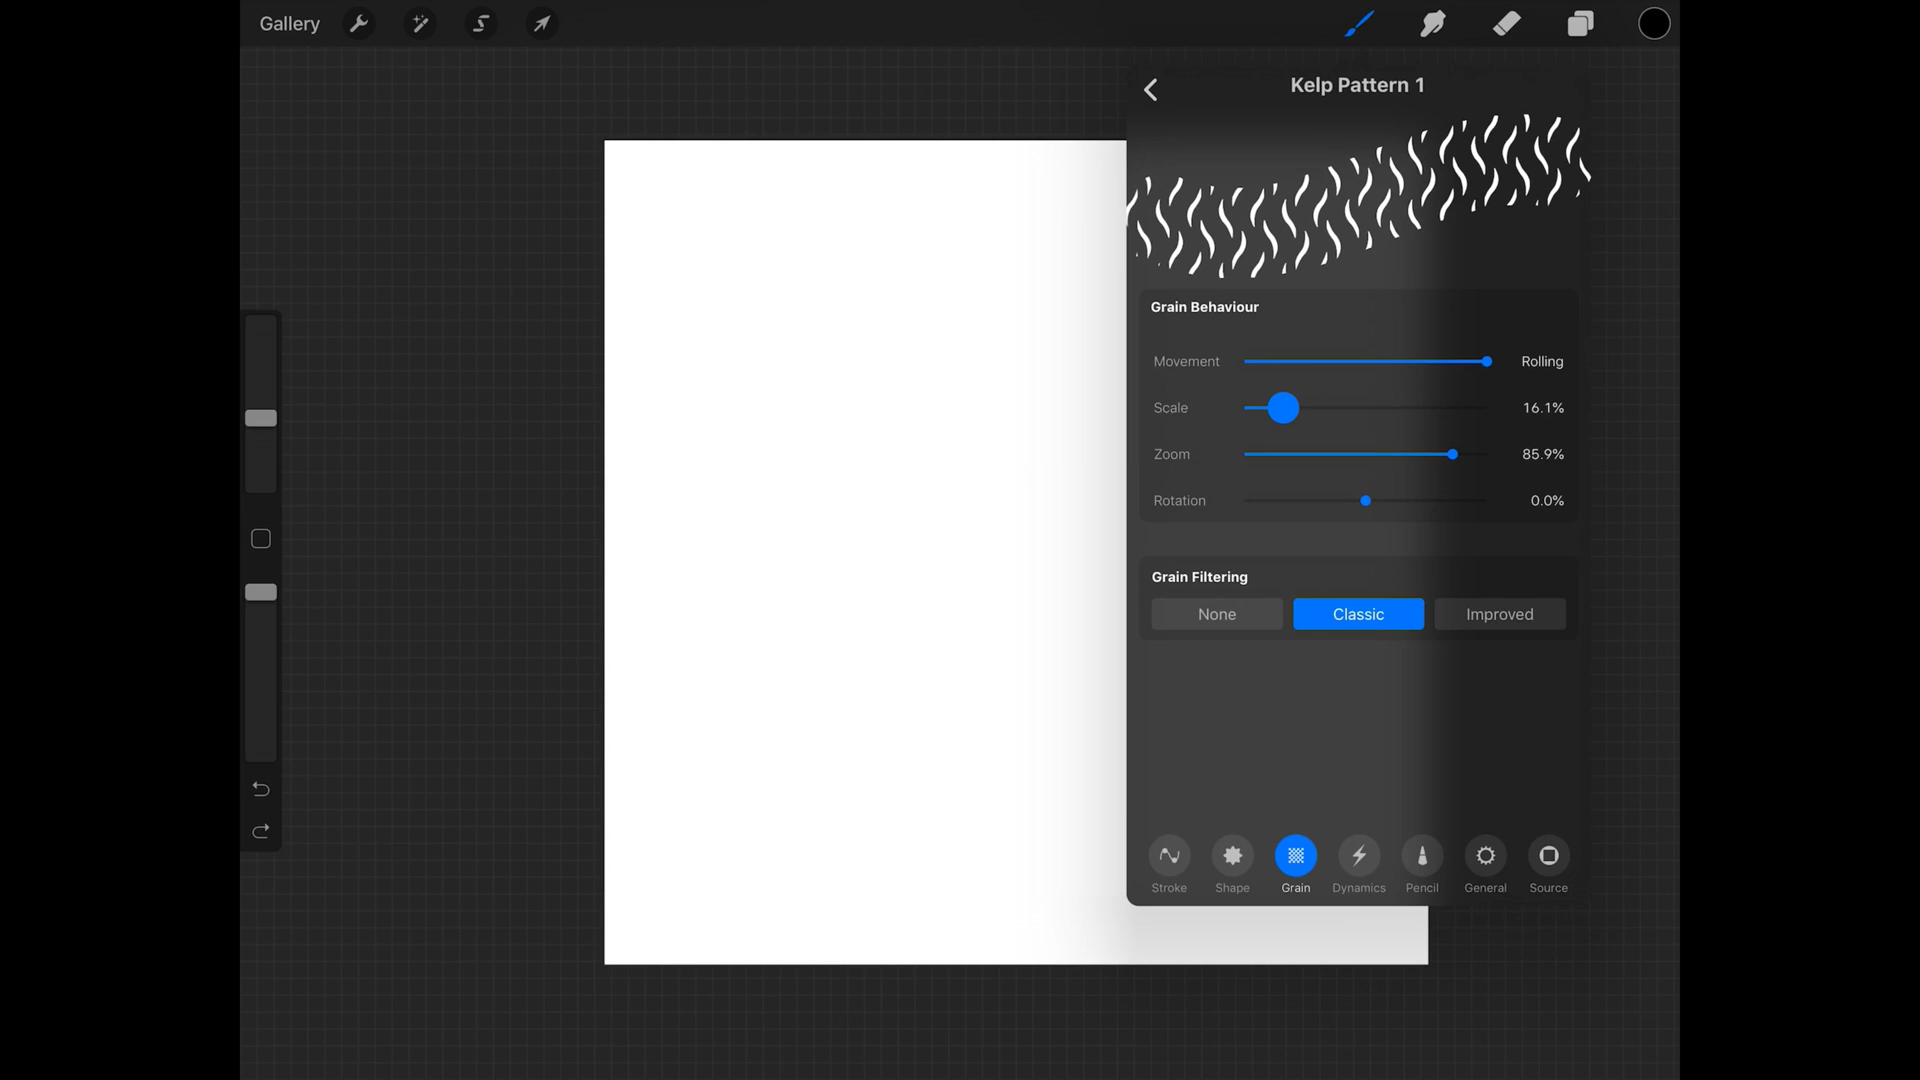 Gallery
Kelp Pattern 1
Grain Behaviour
Movement Rolling
Scale 16.1%
Zoom 85.9%
Rotation 0.0%
Grain Filtering
None Classic Improved
Stroke Shape Grain Dynamics Pencil General Source